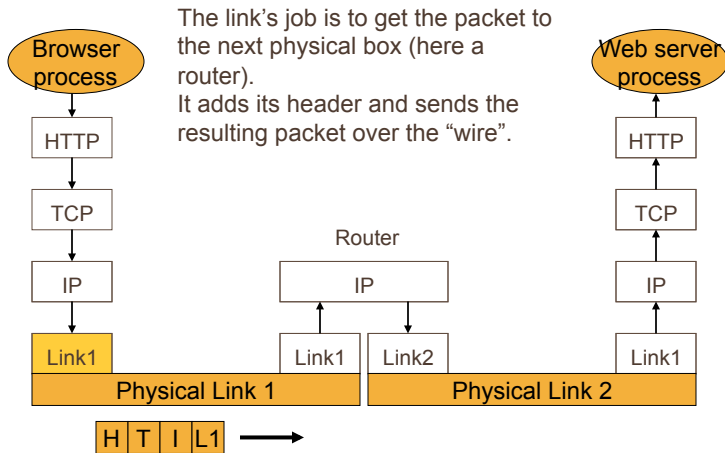 The link’s job is to get the packet to
the next physical box (here a
router).
It adds its header and sends the
resulting packet over the “wire”.
Browser
process
Web server
process
HTTP
HTTP
TCP
TCP
Router
IP
IP
IP
Link1
Link1
Link2
Link1
Physical Link 1
Physical Link 2
H T I L1